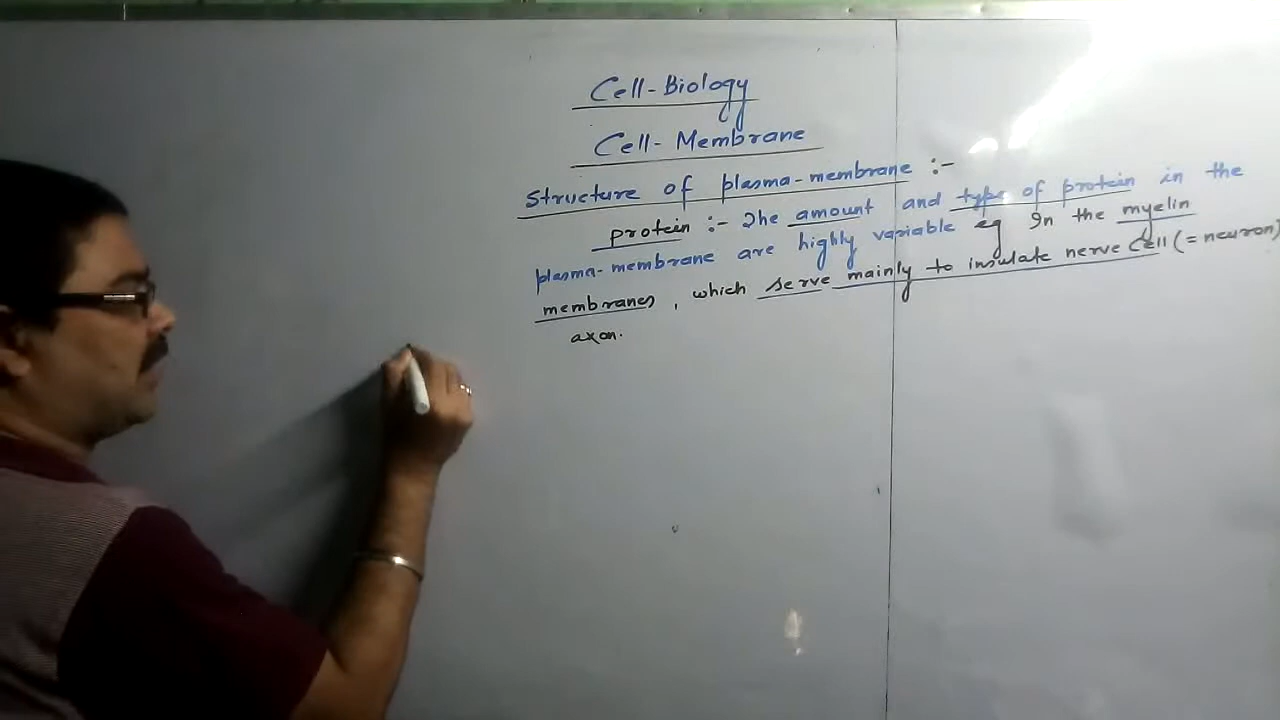 Cell-Biology
Cell-Membrane
Structure of plasma-membrane :-
protein :- The amount and type of protein in the
plasma-membrane are highly variable eg In the myelin
membranes, which serve mainly to insulate nerve cell (=neuron)
axon.